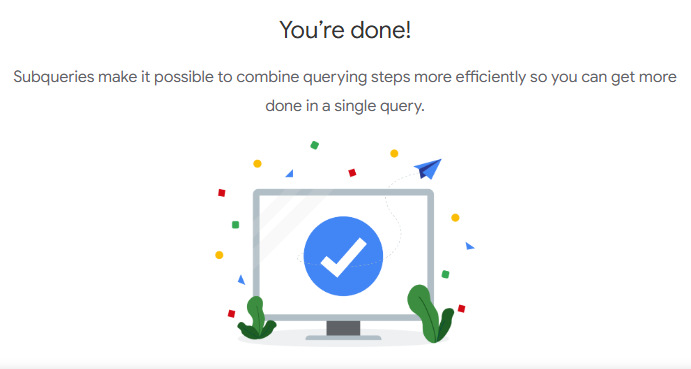 You’re done!
Subqueries make it possible to combine querying steps more efficiently so you can get more
done in a single query.